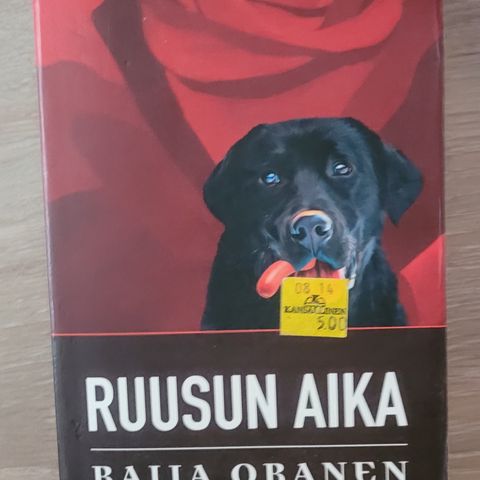 08 14
KANSALLINEN
5.00
RUUSUN AIKA
RAIJA ORANEN